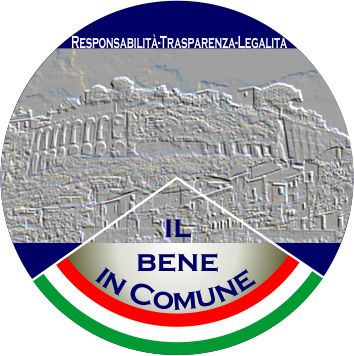 Responsabilità-Trasparenza-Legalità
IL
BENE
IN COMUNE